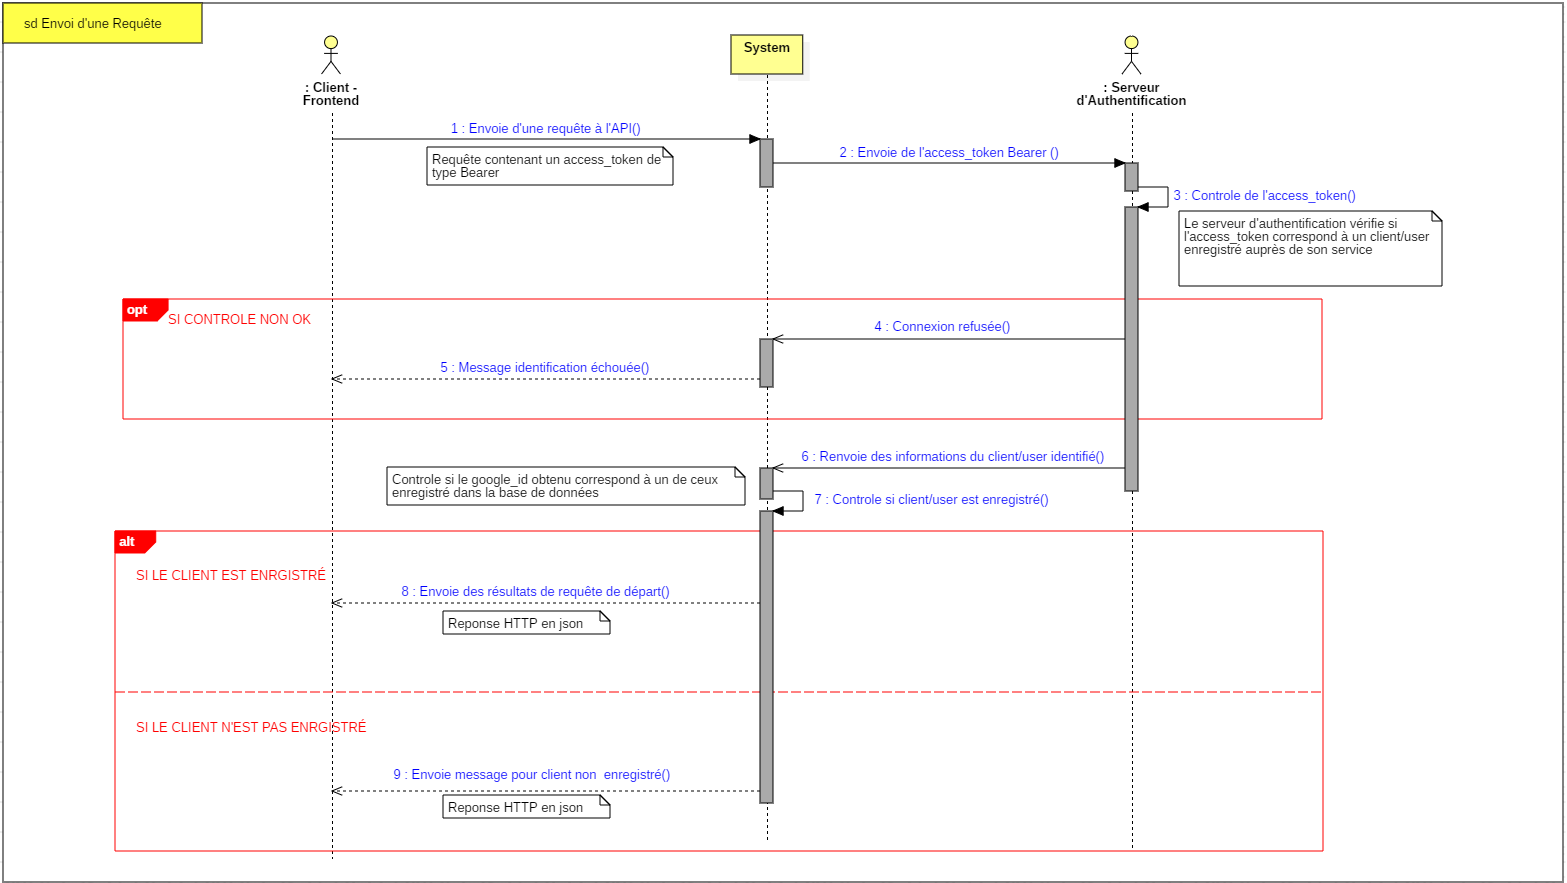 sd Envoi d'une Requête
: Client -
Frontend
System
: Serveur
d'Authentification
1 : Envoie d'une requête à l'API()
Requête contenant un access_token de
type Bearer
2 : Envoie de l'access_token Bearer ()
3 : Controle de l'access_token()
Le serveur d'authentification vérifie si
l'access_token correspond à un client/user
enregistré auprès de son service
opt
SI CONTROLE NON OK
4 : Connexion refusée()
5 : Message identification échouée()
6 : Renvoie des informations du client/user identifié()
Controle si le google_id obtenu correspond à un de ceux
enregistré dans la base de données
7 : Controle si client/user est enregistré()
alt
SI LE CLIENT EST ENRGISTRÉ
8 : Envoie des résultats de requête de départ()
Reponse HTTP en json
SI LE CLIENT N'EST PAS ENRGISTRÉ
9 : Envoie message pour client non  enregistré()
Reponse HTTP en json